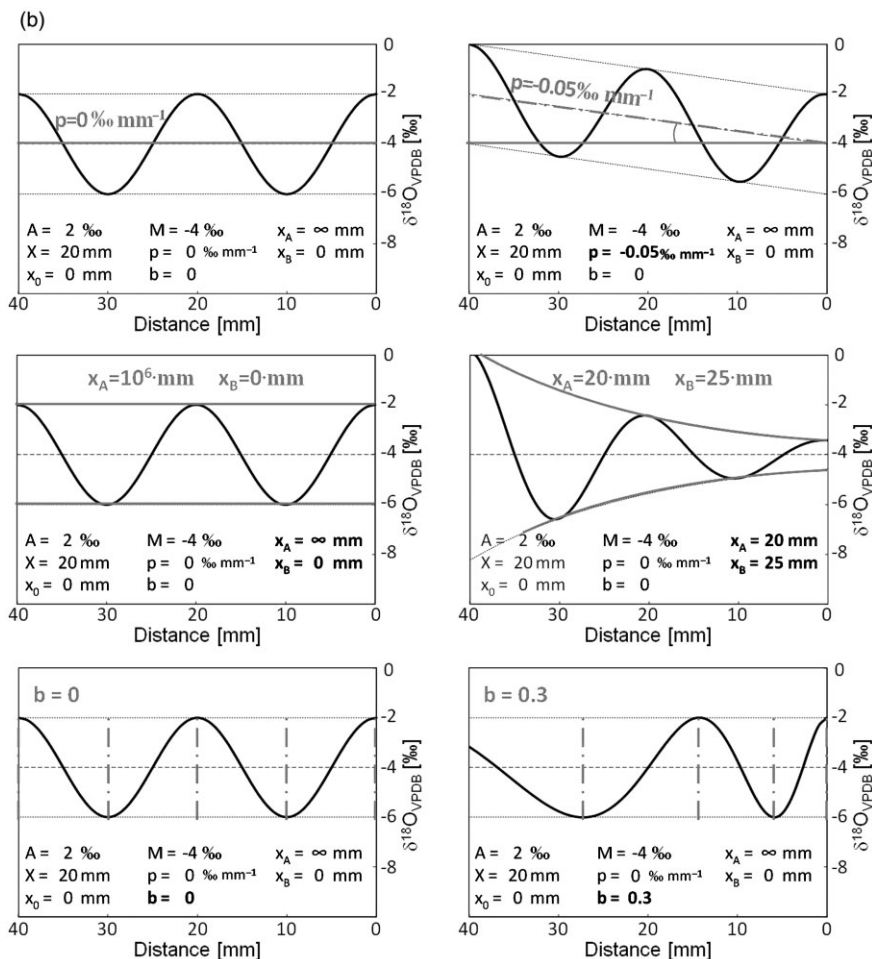 (b)
p=0 ‰ mm⁻¹
A = 2 ‰ M = -4 ‰ x_A = ∞ mm
X = 20 mm p = 0 ‰ mm⁻¹ x_B = 0 mm
x₀ = 0 mm b = 0
0
-2
-4
-6
-8
δ¹⁸O_VPDB [‰]
40 30 20 10 0
Distance [mm]
p=-0.05‰ mm⁻¹
A = 2 ‰ M = -4 ‰ x_A = ∞ mm
X = 20 mm p = -0.05‰ mm⁻¹ x_B = 0 mm
x₀ = 0 mm b = 0
0
-2
-4
-6
-8
δ¹⁸O_VPDB [‰]
40 30 20 10 0
Distance [mm]
x_A=10⁶·mm x_B=0·mm
A = 2 ‰ M = -4 ‰ x_A = ∞ mm
X = 20 mm p = 0 ‰ mm⁻¹ x_B = 0 mm
x₀ = 0 mm b = 0
0
-2
-4
-6
-8
δ¹⁸O_VPDB [‰]
40 30 20 10 0
Distance [mm]
x_A=20·mm x_B=25·mm
A = 2 ‰ M = -4 ‰ x_A = 20 mm
X = 20 mm p = 0 ‰ mm⁻¹ x_B = 25 mm
x₀ = 0 mm b = 0
0
-2
-4
-6
-8
δ¹⁸O_VPDB [‰]
40 30 20 10 0
Distance [mm]
b = 0
A = 2 ‰ M = -4 ‰ x_A = ∞ mm
X = 20 mm p = 0 ‰ mm⁻¹ x_B = 0 mm
x₀ = 0 mm b = 0
0
-2
-4
-6
-8
δ¹⁸O_VPDB [‰]
40 30 20 10 0
Distance [mm]
b = 0.3
A = 2 ‰ M = -4 ‰ x_A = ∞ mm
X = 20 mm p = 0 ‰ mm⁻¹ x_B = 0 mm
x₀ = 0 mm b = 0.3
0
-2
-4
-6
-8
δ¹⁸O_VPDB [‰]
40 30 20 10 0
Distance [mm]